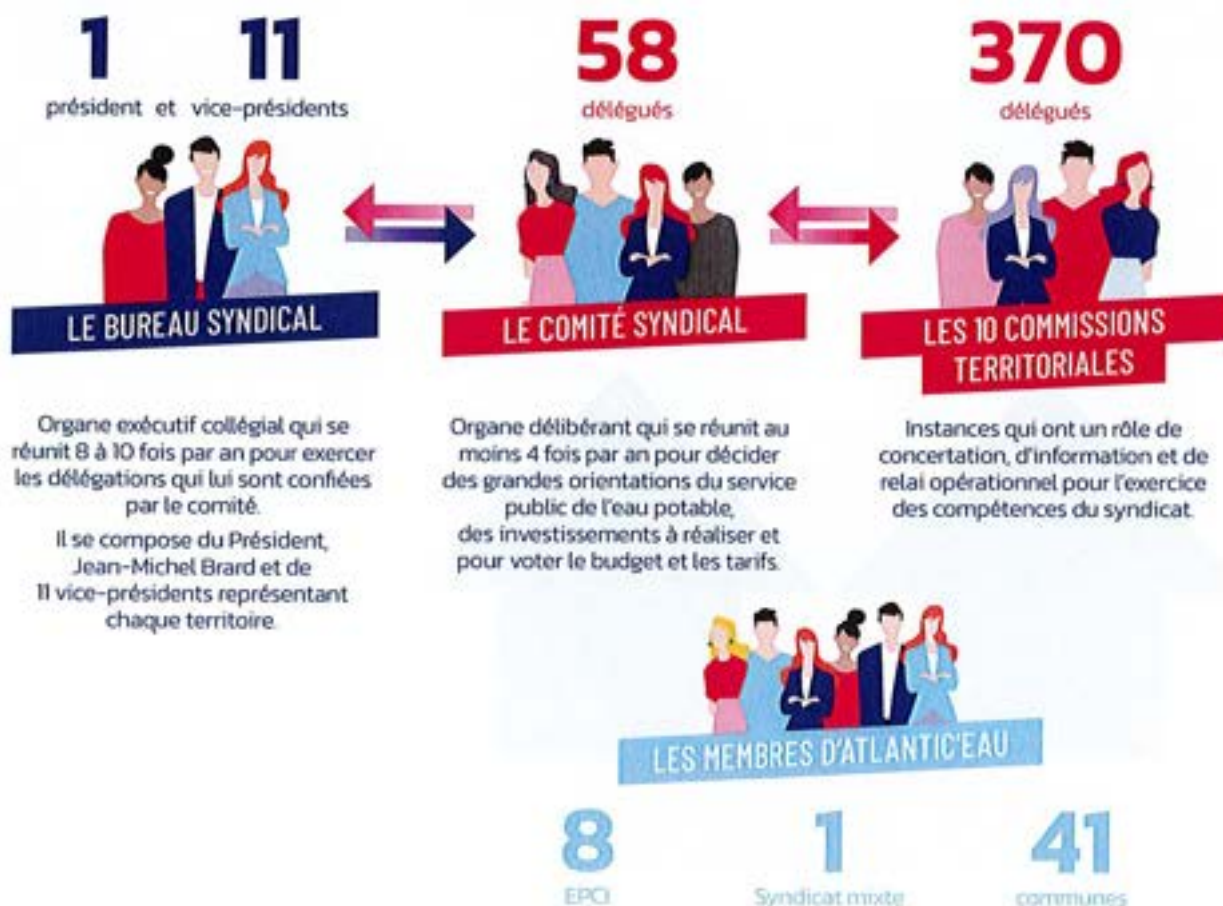 1 11
président et vice-présidents
LE BUREAU SYNDICAL
Organe exécutif collégial qui se
réunit 8 à 10 fois par an pour exercer
les délégations qui lui sont confiées
par le comité.
Il se compose du Président,
Jean-Michel Brard et de
11 vice-présidents représentant
chaque territoire.
58
délégués
LE COMITÉ SYNDICAL
Organe délibérant qui se réunit au
moins 4 fois par an pour décider
des grandes orientations du service
public de l'eau potable,
des investissements à réaliser et
pour voter le budget et les tarifs.
370
délégués
LES 10 COMMISSIONS
TERRITORIALES
Instances qui ont un rôle de
concertation, d'information et de
relai opérationnel pour l'exercice
des compétences du syndicat.
LES MEMBRES D'ATLANTIC'EAU
8
EPCI
1
Syndicat mixte
41
communes